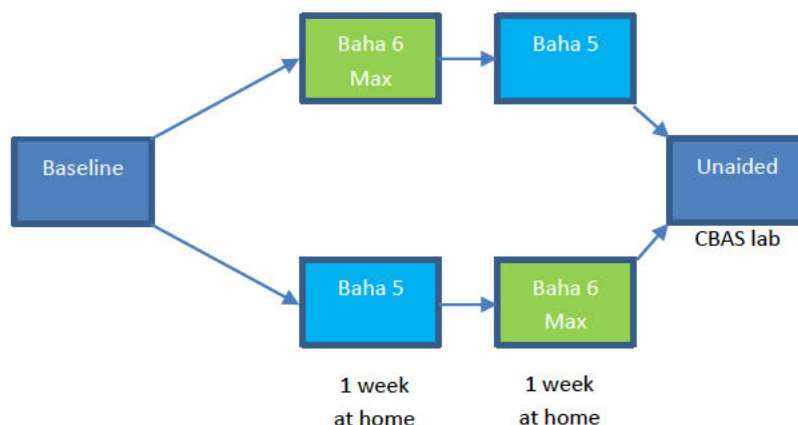 Baha 6
Max
Baha 5
Baseline
Unaided
CBAS lab
Baha 5
Baha 6
Max
1 week
at home
1 week
at home